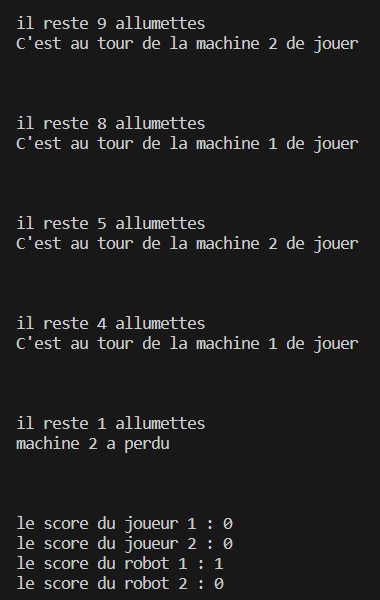 il reste 9 allumettes
C'est au tour de la machine 2 de jouer
il reste 8 allumettes
C'est au tour de la machine 1 de jouer
il reste 5 allumettes
C'est au tour de la machine 2 de jouer
il reste 4 allumettes
C'est au tour de la machine 1 de jouer
il reste 1 allumettes
machine 2 a perdu
le score du joueur 1 : 0
le score du joueur 2 : 0
le score du robot 1 : 1
le score du robot 2 : 0